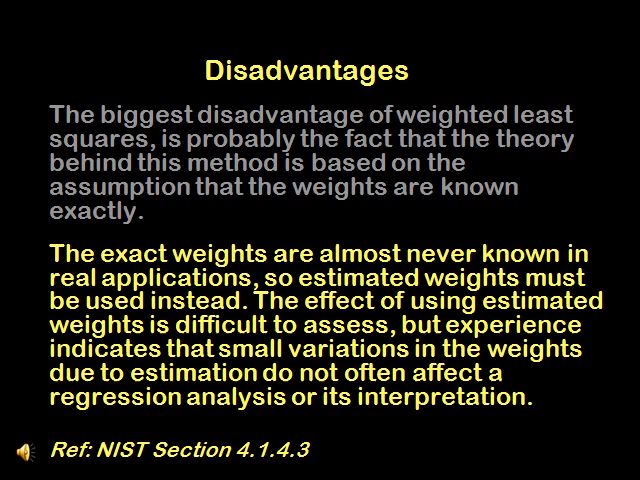 Disadvantages
The biggest disadvantage of weighted least
squares, is probably the fact that the theory
behind this method is based on the
assumption that the weights are known
exactly.
The exact weights are almost never known in
real applications, so estimated weights must
be used instead. The effect of using estimated
weights is difficult to assess, but experience
indicates that small variations in the weights
due to estimation do not often affect a
regression analysis or its interpretation.
Ref: NIST Section 4.1.4.3